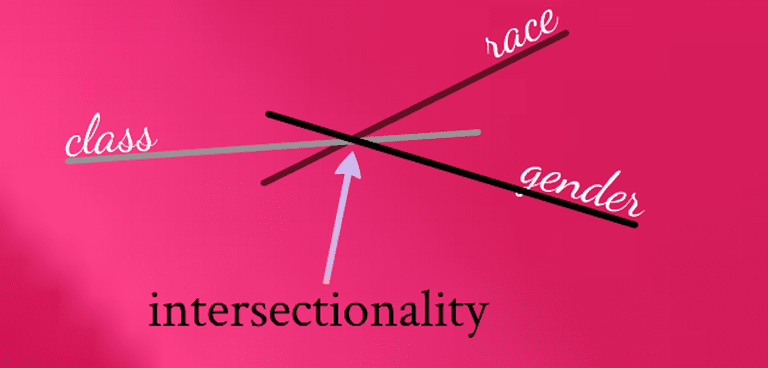 race
class
gender
intersectionality